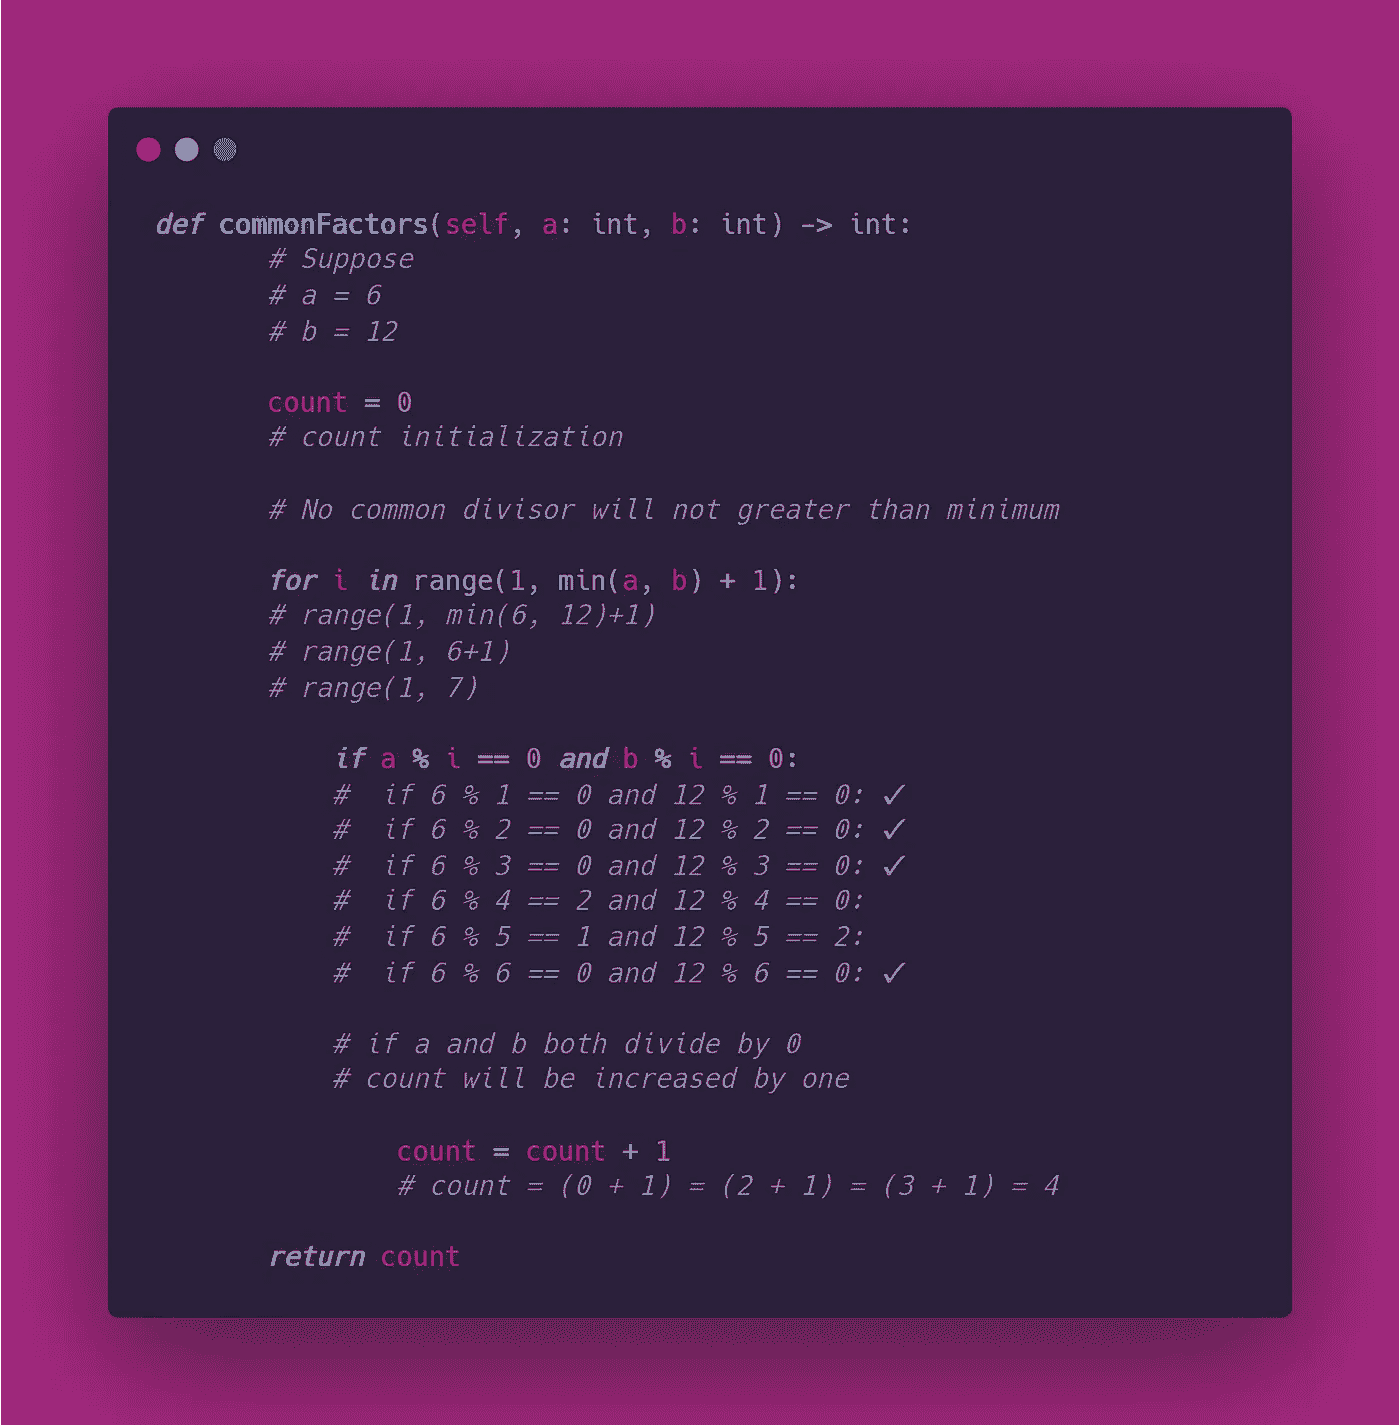 def commonFactors(self, a: int, b: int) -> int:
# Suppose
# a = 6
# b = 12
count = 0
# count initialization
# No common divisor will not greater than minimum
for i in range(1, min(a, b) + 1):
# range(1, min(6, 12)+1)
# range(1, 6+1)
# range(1, 7)
if a % i == 0 and b % i == 0:
#  if 6 % 1 == 0 and 12 % 1 == 0: ✓
#  if 6 % 2 == 0 and 12 % 2 == 0: ✓
#  if 6 % 3 == 0 and 12 % 3 == 0: ✓
#  if 6 % 4 == 2 and 12 % 4 == 0:
#  if 6 % 5 == 1 and 12 % 5 == 2:
#  if 6 % 6 == 0 and 12 % 6 == 0: ✓
# if a and b both divide by 0
# count will be increased by one
count = count + 1
# count = (0 + 1) = (2 + 1) = (3 + 1) = 4
return count